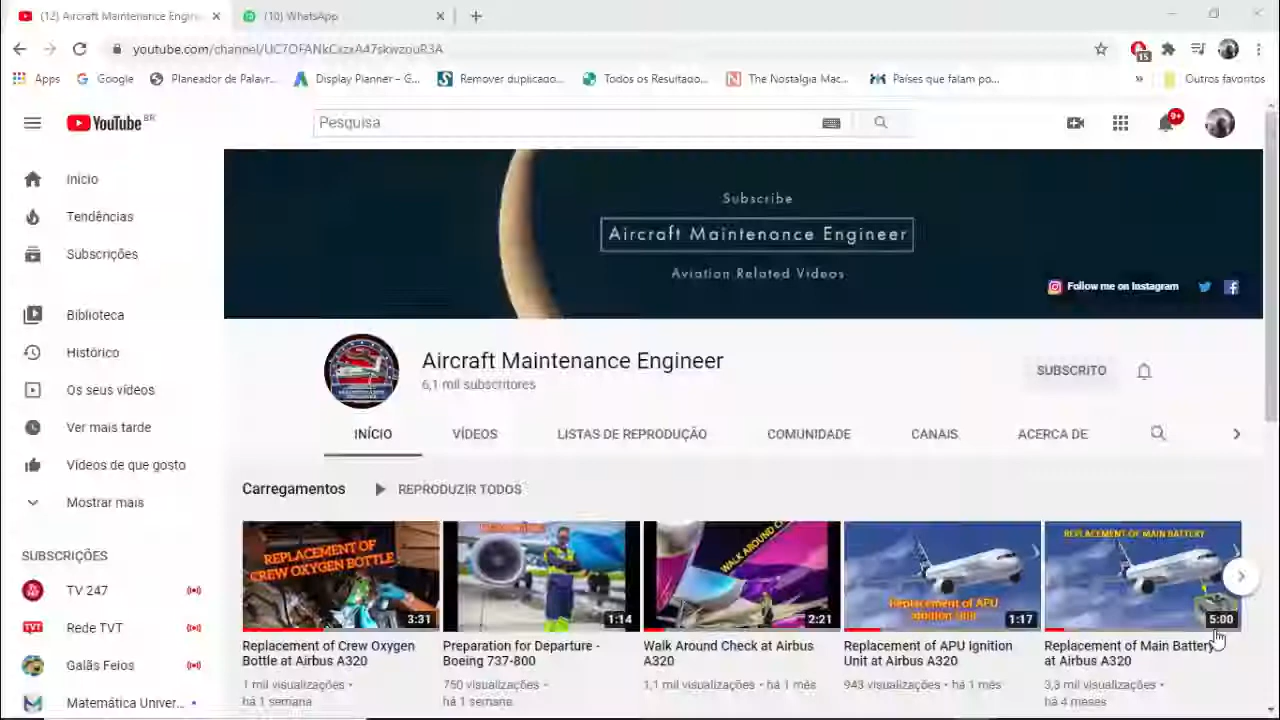 (12) Aircraft Maintenance Engine
(10) WhatsApp
youtube.com/channel/UC7OFANkCxzxA47skwzouR3A
15
Apps
Google
Planeador de Palavr...
Display Planner – G...
Remover duplicado...
Todos os Resultado...
The Nostalgia Mac...
Países que falam po...
»
Outros favoritos
YouTube BR
Pesquisa
9+
Início
Tendências
Subscrições
Biblioteca
Histórico
Os seus vídeos
Ver mais tarde
Vídeos de que gosto
Mostrar mais
SUBSCRIÇÕES
TV 247
Rede TVT
Galãs Feios
Matemática Univer...
Subscribe
Aircraft Maintenance Engineer
Aviation Related Videos
Follow me on Instagram
Aircraft Maintenance Engineer
6,1 mil subscritores
SUBSCRITO
INÍCIO
VÍDEOS
LISTAS DE REPRODUÇÃO
COMUNIDADE
CANAIS
ACERCA DE
Carregamentos
REPRODUZIR TODOS
REPLACEMENT OF
CREW OXYGEN BOTTLE
3:31
Replacement of Crew Oxygen
Bottle at Airbus A320
1 mil visualizações •
há 1 semana
1:14
Preparation for Departure -
Boeing 737-800
750 visualizações •
há 1 semana
WALK AROUND C
2:21
Walk Around Check at Airbus
A320
1,1 mil visualizações • há 1 mês
Replacement of APU
Ignition Unit
1:17
Replacement of APU Ignition
Unit at Airbus A320
943 visualizações • há 1 mês
REPLACEMENT OF MAIN BATTERY
5:00
Replacement of Main Battery
at Airbus A320
3,3 mil visualizações •
há 4 meses